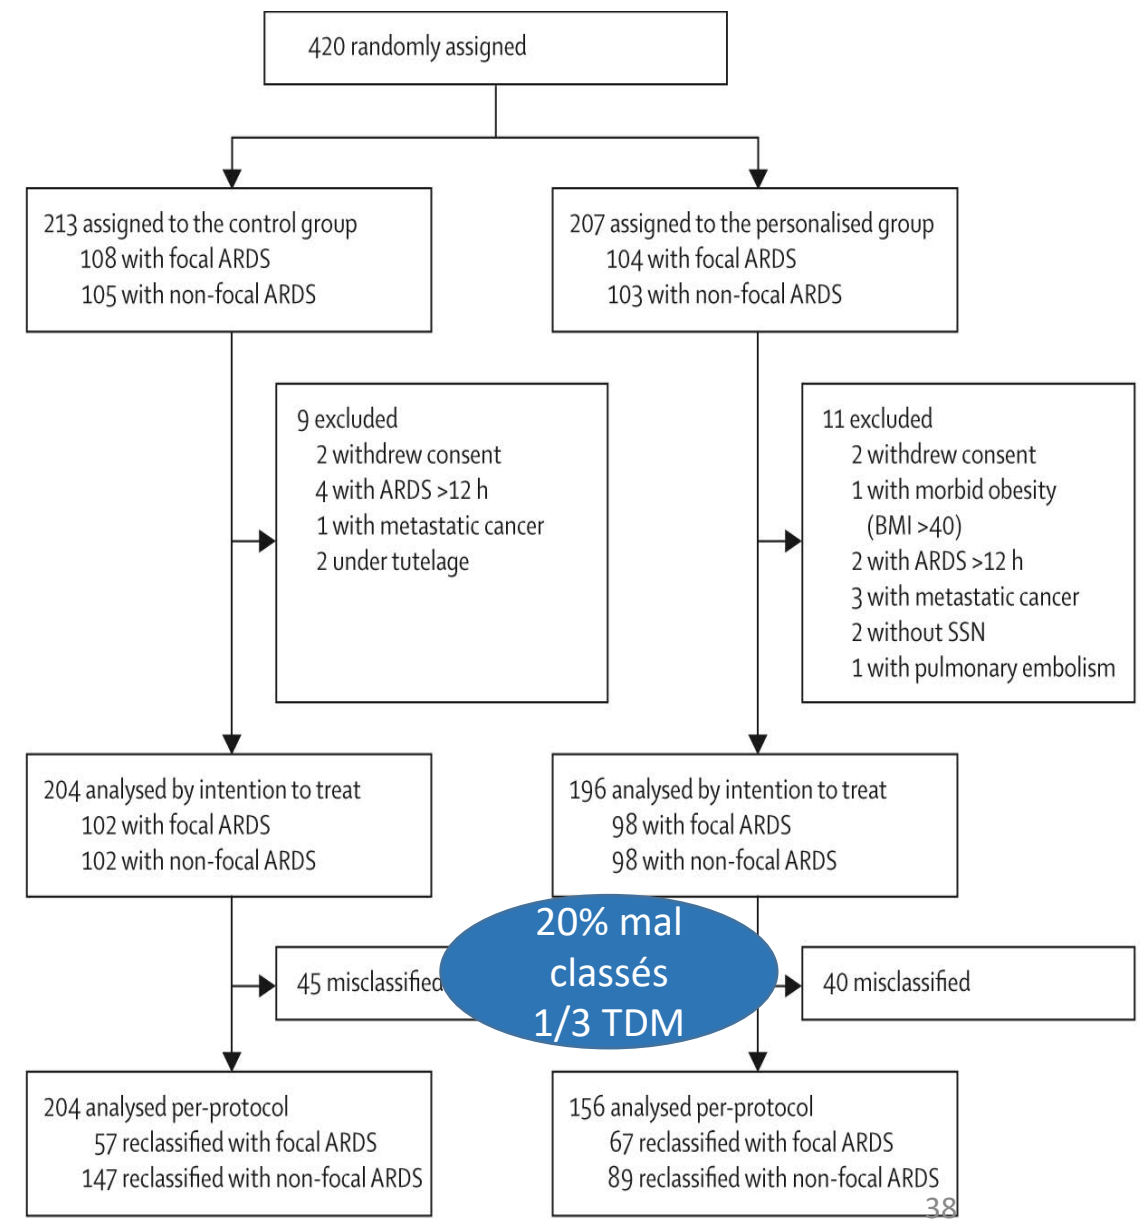 420 randomly assigned
213 assigned to the control group
108 with focal ARDS
105 with non-focal ARDS
207 assigned to the personalised group
104 with focal ARDS
103 with non-focal ARDS
9 excluded
2 withdrew consent
4 with ARDS >12 h
1 with metastatic cancer
2 under tutelage
11 excluded
2 withdrew consent
1 with morbid obesity
(BMI >40)
2 with ARDS >12 h
3 with metastatic cancer
2 without SSN
1 with pulmonary embolism
204 analysed by intention to treat
102 with focal ARDS
102 with non-focal ARDS
196 analysed by intention to treat
98 with focal ARDS
98 with non-focal ARDS
45 misclassified
20% mal
classés
1/3 TDM
40 misclassified
204 analysed per-protocol
57 reclassified with focal ARDS
147 reclassified with non-focal ARDS
156 analysed per-protocol
67 reclassified with focal ARDS
89 reclassified with non-focal ARDS
38